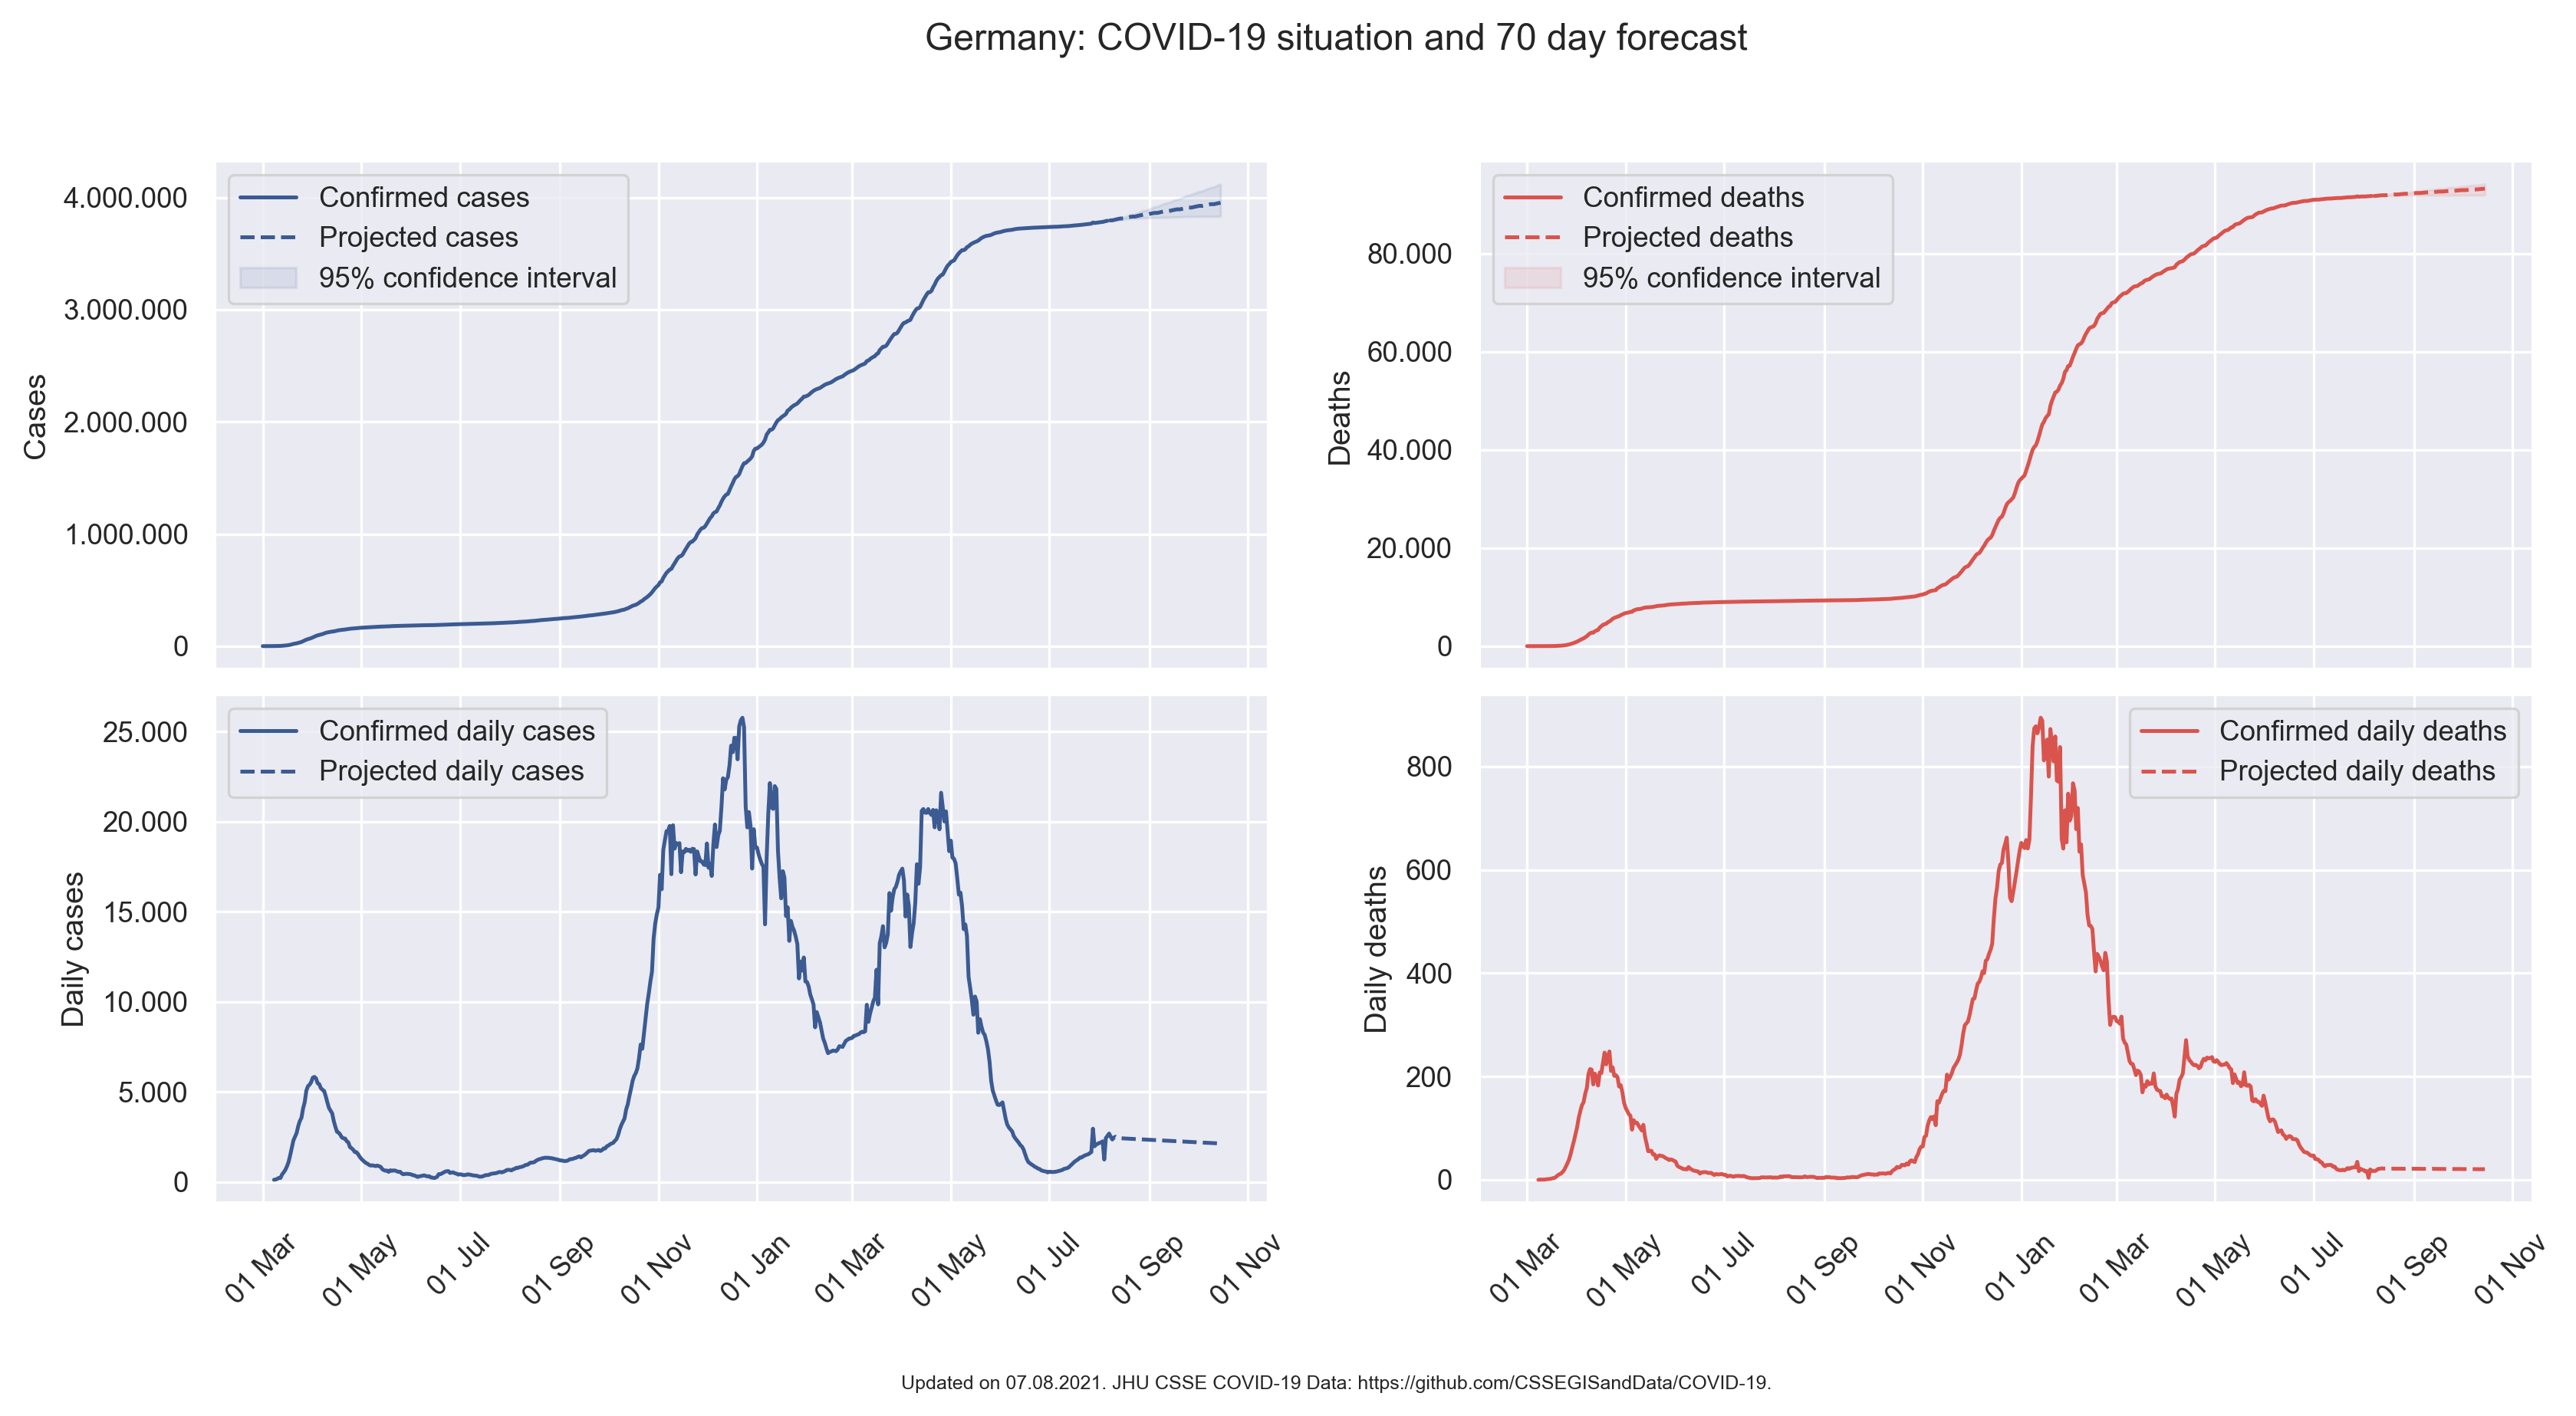 Germany: COVID-19 situation and 70 day forecast
Confirmed cases
Projected cases
95% confidence interval
4.000.000
3.000.000
2.000.000
1.000.000
0
Cases
Confirmed deaths
Projected deaths
95% confidence interval
80.000
60.000
40.000
20.000
0
Deaths
Confirmed daily cases
Projected daily cases
25.000
20.000
15.000
10.000
5.000
0
Daily cases
01 Mar
01 May
01 Jul
01 Sep
01 Nov
01 Jan
01 Mar
01 May
01 Jul
01 Sep
01 Nov
Confirmed daily deaths
Projected daily deaths
800
600
400
200
0
Daily deaths
01 Mar
01 May
01 Jul
01 Sep
01 Nov
01 Jan
01 Mar
01 May
01 Jul
01 Sep
01 Nov
Updated on 07.08.2021. JHU CSSE COVID-19 Data: https://github.com/CSSEGISandData/COVID-19.